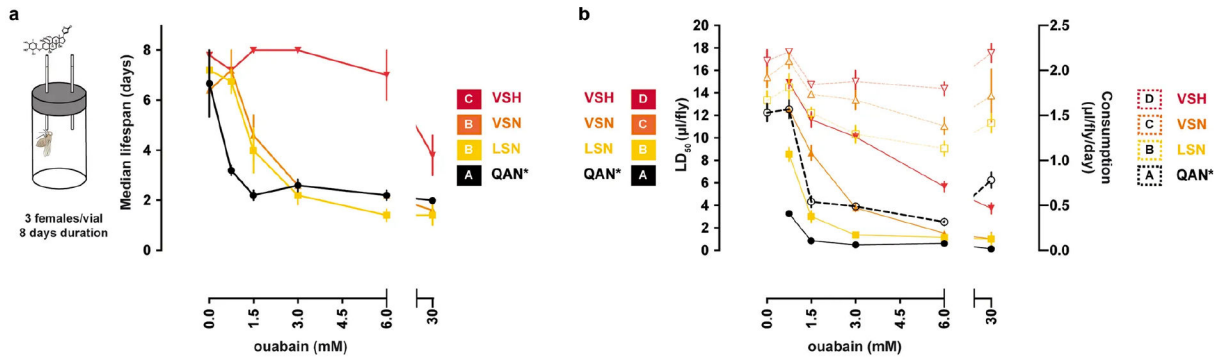 a
3 females/vial
8 days duration
Median lifespan (days)
8
6
4
2
0
0.0
1.5
3.0
4.5
6.0
30
ouabain (mM)
C VSH
B VSN
B LSN
A QAN*
b
VSH D
VSN C
LSN B
QAN* A
LD50 (µl/fly)
20
18
16
14
12
10
8
6
4
2
0
0.0
1.5
3.0
4.5
6.0
30
ouabain (mM)
2.5
2.0
1.5
1.0
0.5
0.0
Consumption
(µl/fly/day)
D VSH
C VSN
B LSN
A QAN*